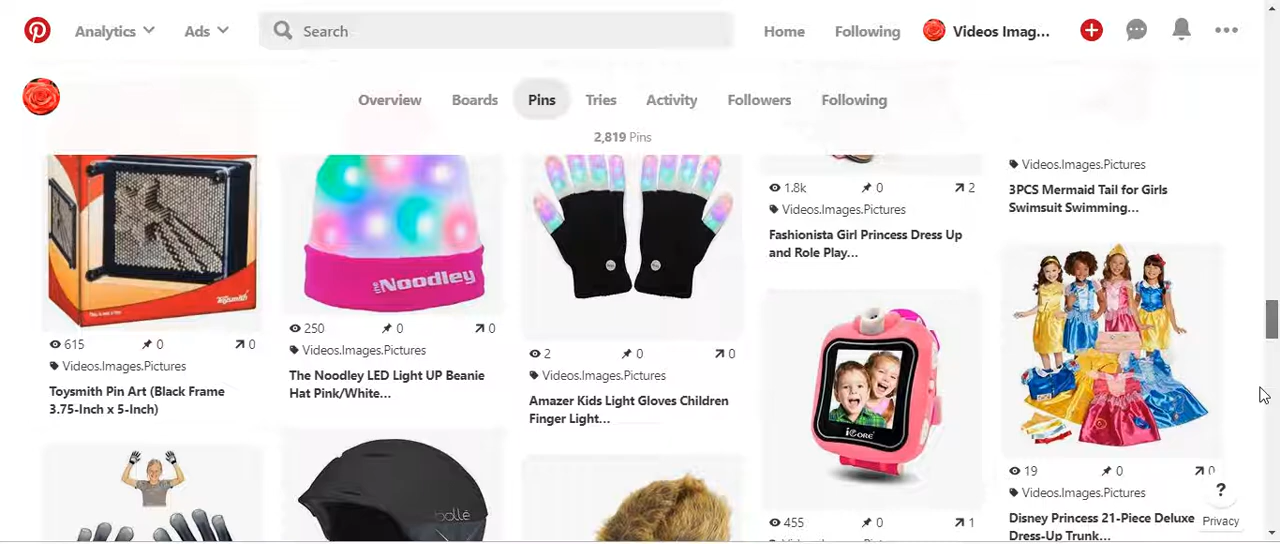 Analytics
Ads
Search
Home
Following
Videos Imag...
Overview
Boards
Pins
Tries
Activity
Followers
Following
2,819 Pins
Toysmith
615 0 0
Videos.Images.Pictures
Toysmith Pin Art (Black Frame
3.75-Inch x 5-Inch)
the Noodley
250 0 0
Videos.Images.Pictures
The Noodley LED Light UP Beanie
Hat Pink/White...
bollé
2 0 0
Videos.Images.Pictures
Amazer Kids Light Gloves Children
Finger Light...
1.8k 0 2
Videos.Images.Pictures
Fashionista Girl Princess Dress Up
and Role Play...
iCORE
455 0 1
Videos.Images.Pictures
3PCS Mermaid Tail for Girls
Swimsuit Swimming...
19 0 0
Videos.Images.Pictures
Disney Princess 21-Piece Deluxe
Dress-Up Trunk...
?
Privacy